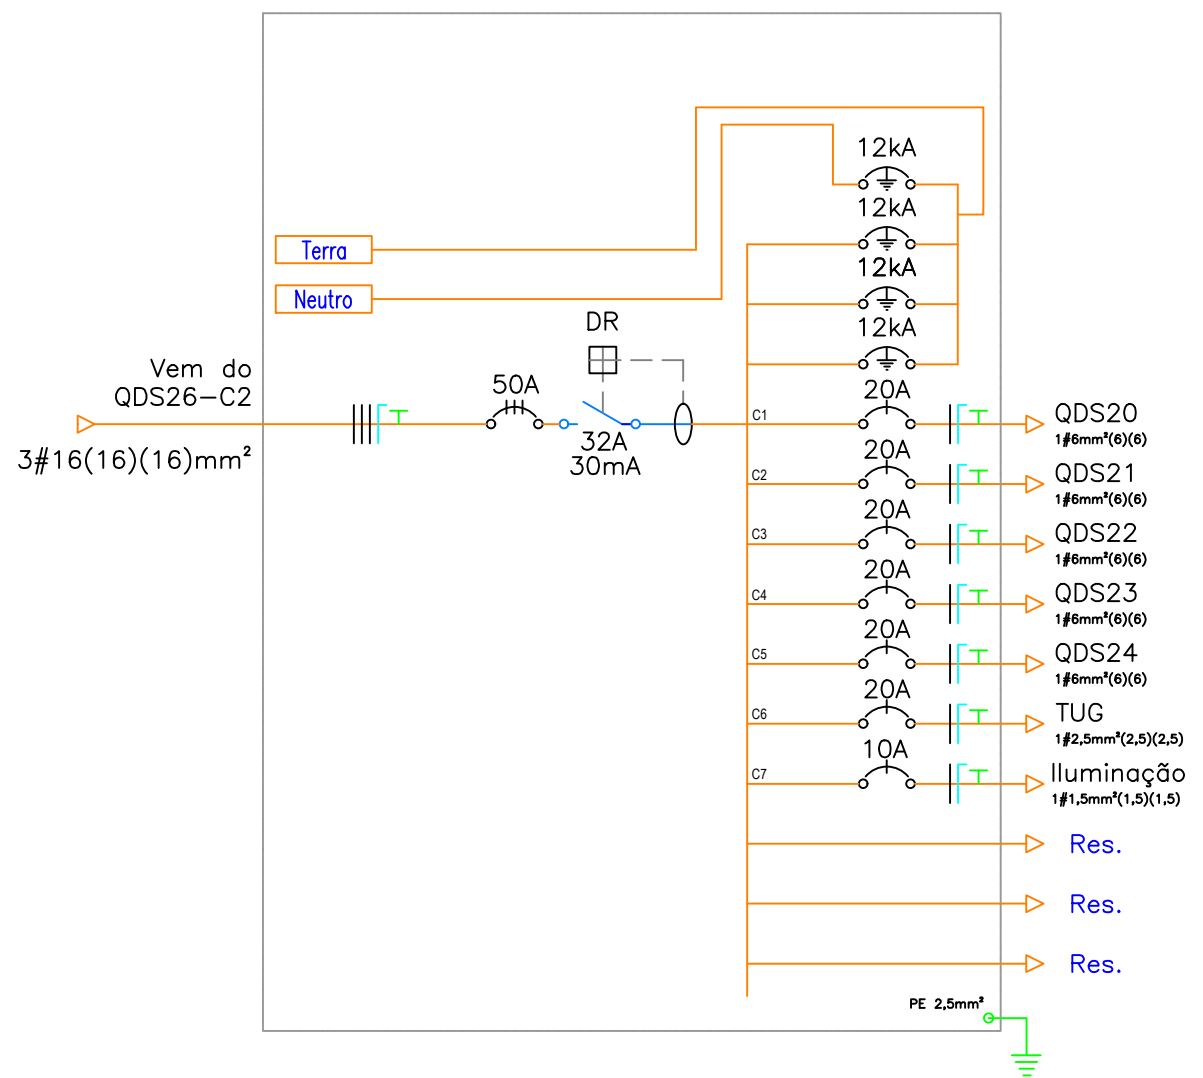 12kA
12kA
Terra
12kA
Neutro
12kA
DR
Vem do
QDS26-C2
3#16(16)(16)mm²
50A
32A
30mA
C1
20A
QDS20
1#6mm²(6)(6)
C2
20A
QDS21
1#6mm²(6)(6)
C3
20A
QDS22
1#6mm²(6)(6)
C4
20A
QDS23
1#6mm²(6)(6)
C5
20A
QDS24
1#6mm²(6)(6)
C6
20A
TUG
1#2,5mm²(2,5)(2,5)
C7
10A
Iluminação
1#1,5mm²(1,5)(1,5)
Res.
Res.
Res.
PE 2,5mm²